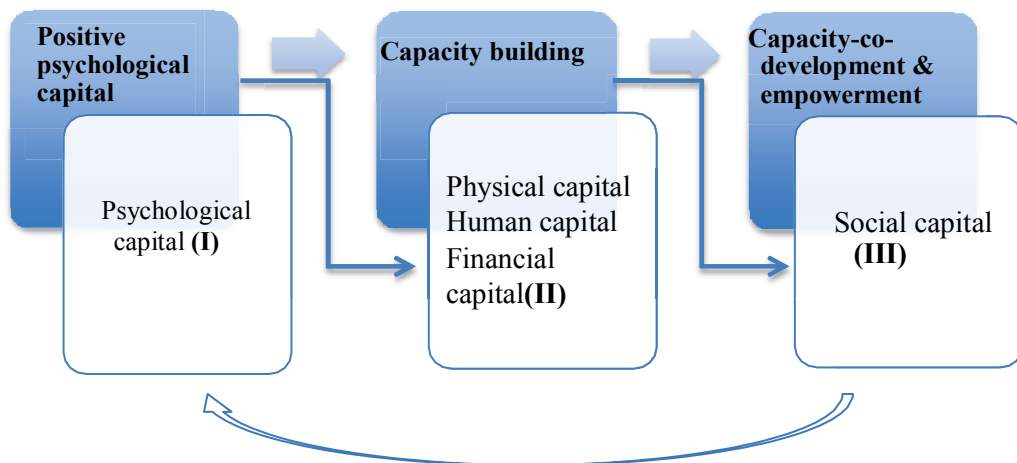 Positive
psychological
capital
Psychological
capital (I)
Capacity building
Physical capital
Human capital
Financial
capital(II)
Capacity-co-
development &
empowerment
Social capital
(III)